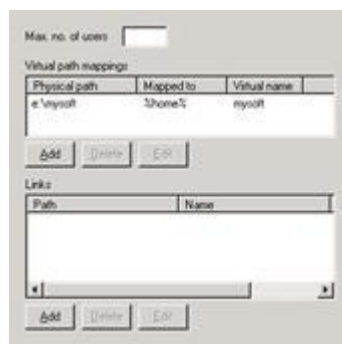 Max. no. of users
Virtual path mappings
Physical path Mapped to Virtual name
e:\mysoft %home% mysoft
Add Delete Edit
Links
Path Name
Add Delete Edit